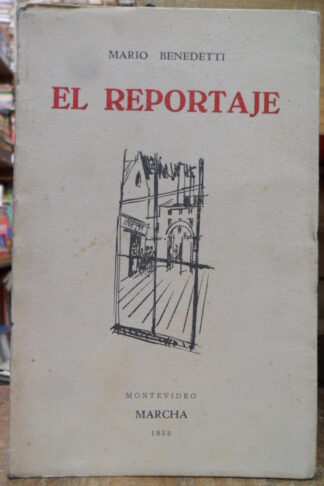 MARIO BENEDETTI
EL REPORTAJE
MONTEVIDEO
MARCHA
1958